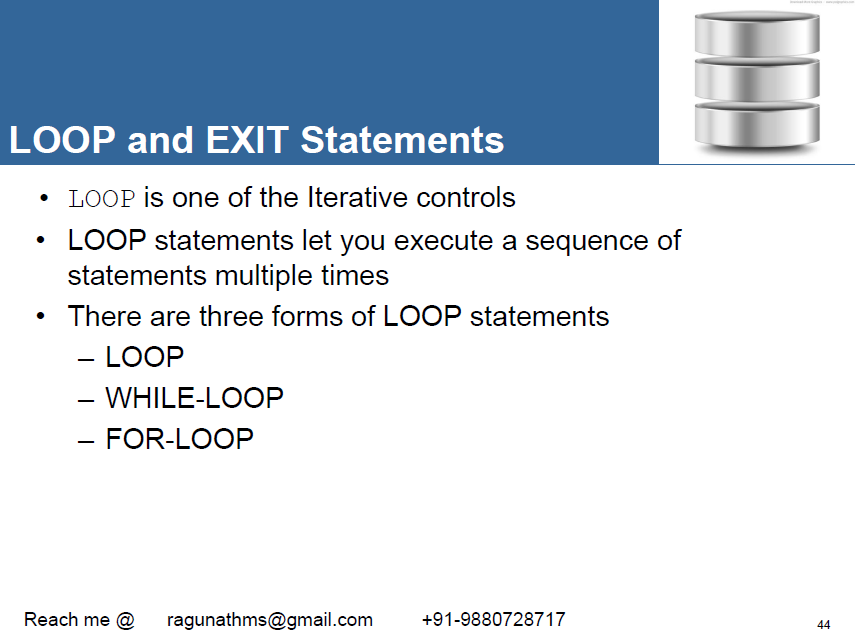 LOOP and EXIT Statements
• LOOP is one of the Iterative controls
• LOOP statements let you execute a sequence of
statements multiple times
• There are three forms of LOOP statements
– LOOP
– WHILE-LOOP
– FOR-LOOP
Reach me @ ragunathms@gmail.com +91-9880728717
44